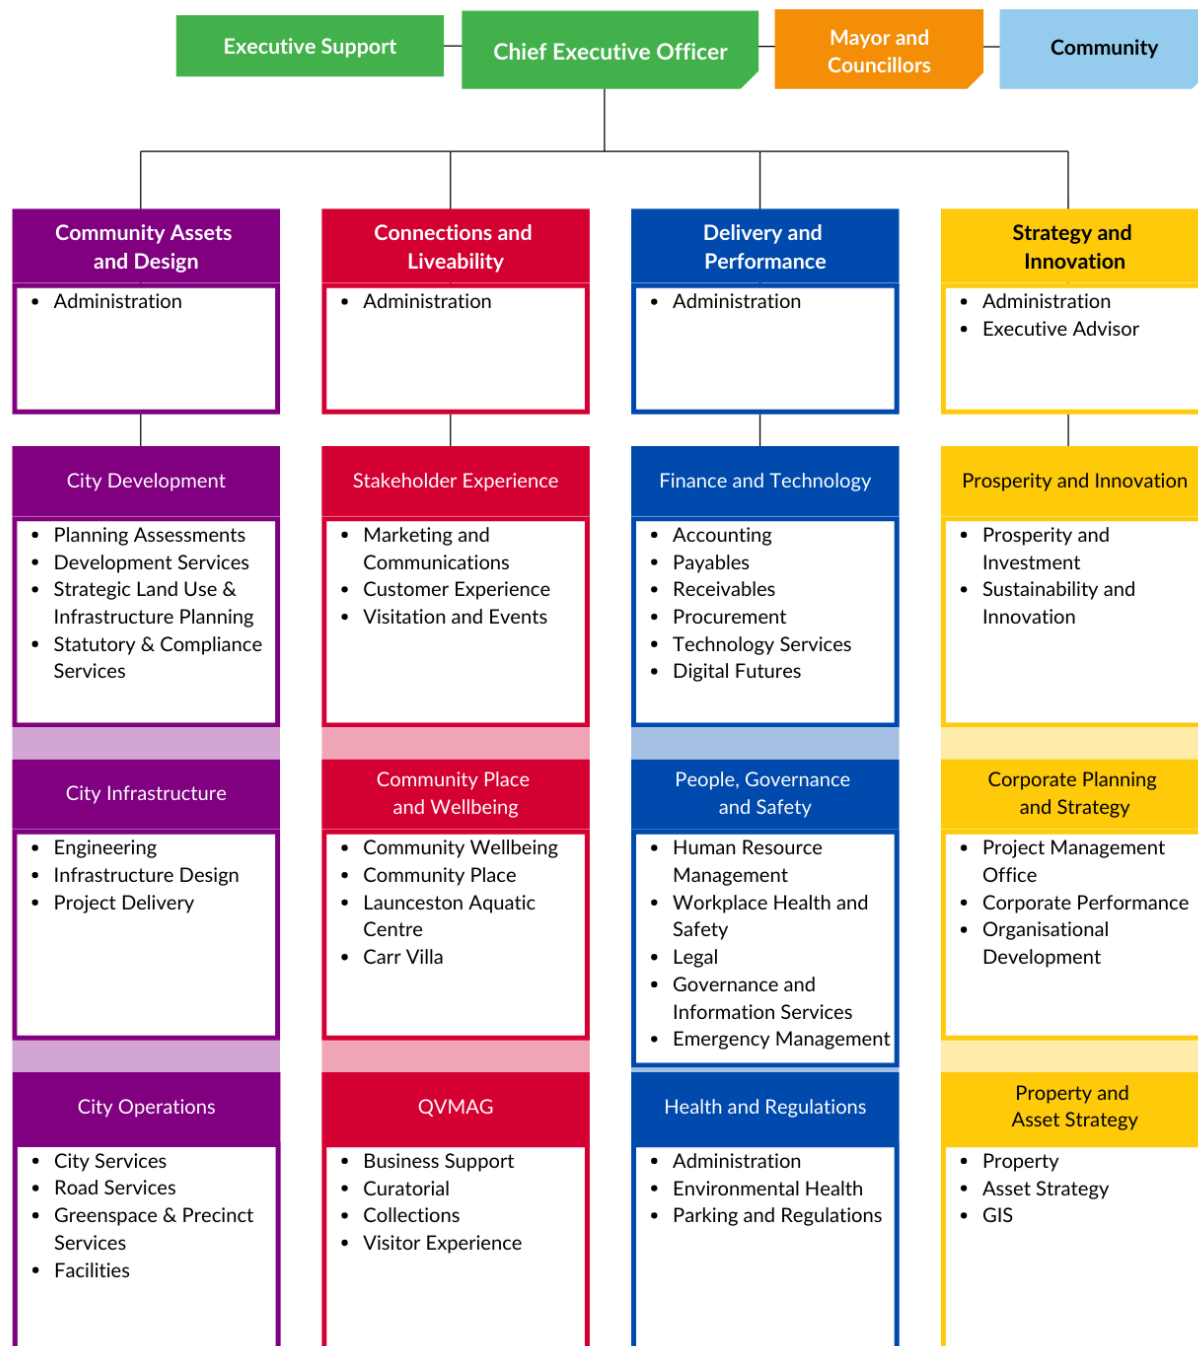 Executive Support
Chief Executive Officer
Mayor and
Councillors
Community
Community Assets
and Design
• Administration
City Development
• Planning Assessments
• Development Services
• Strategic Land Use &
Infrastructure Planning
• Statutory & Compliance
Services
City Infrastructure
• Engineering
• Infrastructure Design
• Project Delivery
City Operations
• City Services
• Road Services
• Greenspace & Precinct
Services
• Facilities
Connections and
Liveability
• Administration
Stakeholder Experience
• Marketing and
Communications
• Customer Experience
• Visitation and Events
Community Place
and Wellbeing
• Community Wellbeing
• Community Place
• Launceston Aquatic
Centre
• Carr Villa
QVMAG
• Business Support
• Curatorial
• Collections
• Visitor Experience
Delivery and
Performance
• Administration
Finance and Technology
• Accounting
• Payables
• Receivables
• Procurement
• Technology Services
• Digital Futures
People, Governance
and Safety
• Human Resource
Management
• Workplace Health and
Safety
• Legal
• Governance and
Information Services
• Emergency Management
Health and Regulations
• Administration
• Environmental Health
• Parking and Regulations
Strategy and
Innovation
• Administration
• Executive Advisor
Prosperity and Innovation
• Prosperity and
Investment
• Sustainability and
Innovation
Corporate Planning
and Strategy
• Project Management
Office
• Corporate Performance
• Organisational
Development
Property and
Asset Strategy
• Property
• Asset Strategy
• GIS